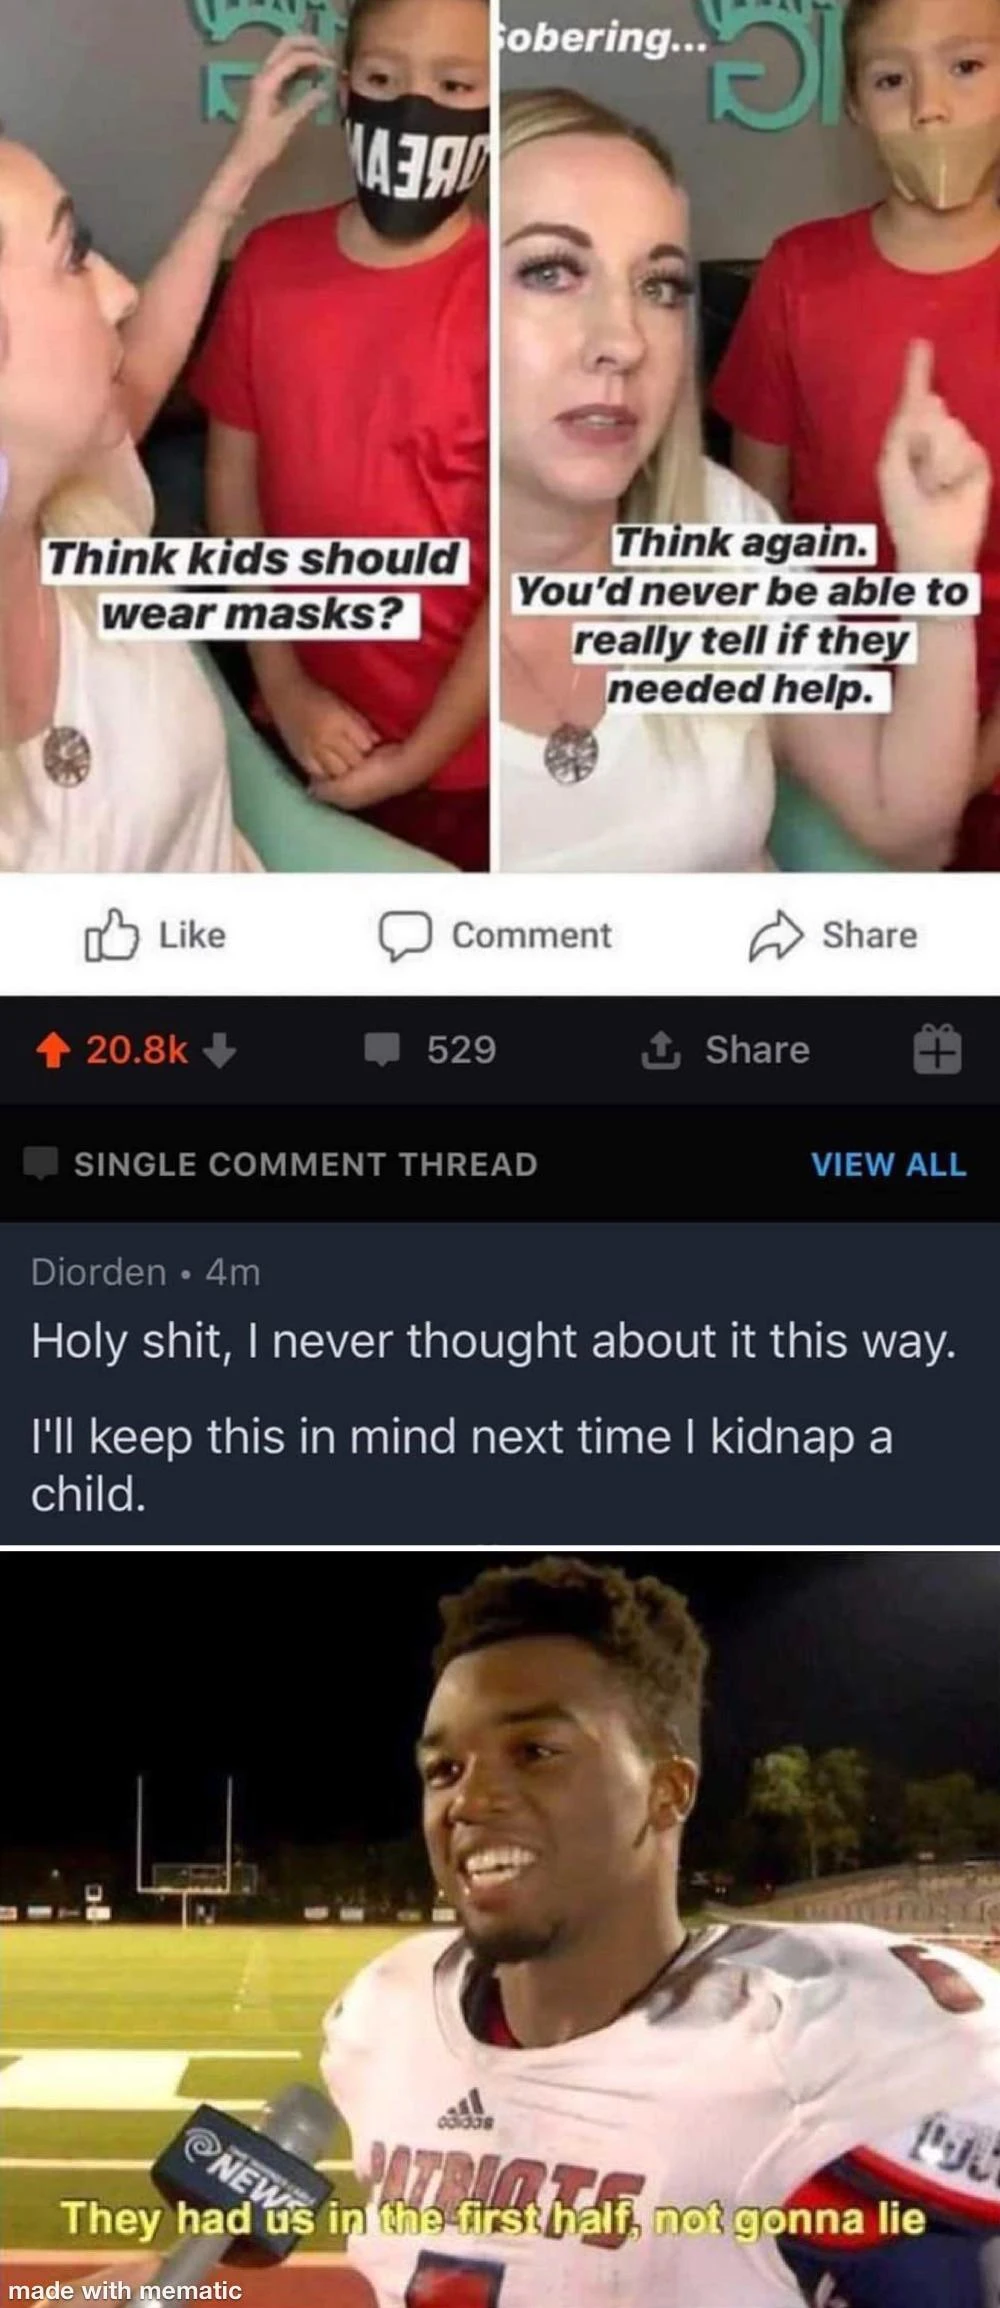 Sobering...
Think kids should
wear masks?
Think again.
You'd never be able to
really tell if they
needed help.
Like
Comment
Share
20.8k
529
Share
SINGLE COMMENT THREAD
VIEW ALL
Diorden • 4m
Holy shit, I never thought about it this way.
I'll keep this in mind next time I kidnap a
child.
adidas
PATRIOTS
NEWS
They had us in the first half, not gonna lie
made with mematic